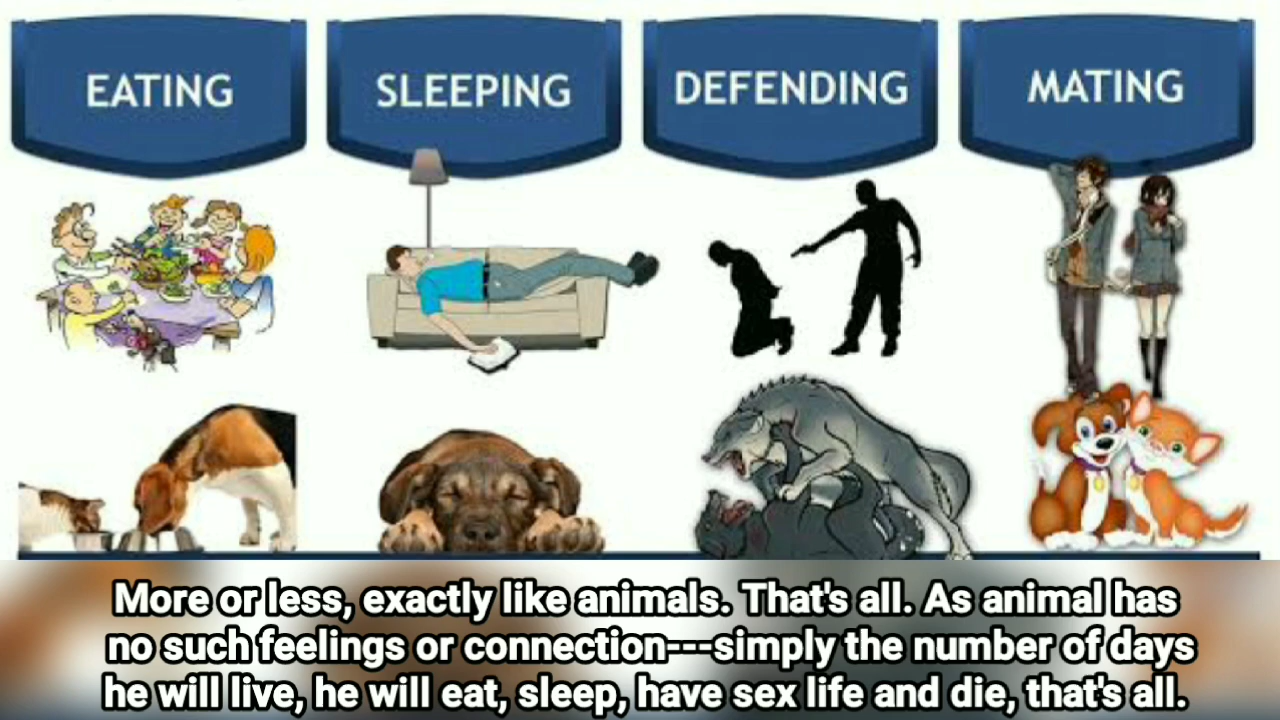 EATING
SLEEPING
DEFENDING
MATING
More or less, exactly like animals. That's all. As animal has
no such feelings or connection---simply the number of days
he will live, he will eat, sleep, have sex life and die, that's all.